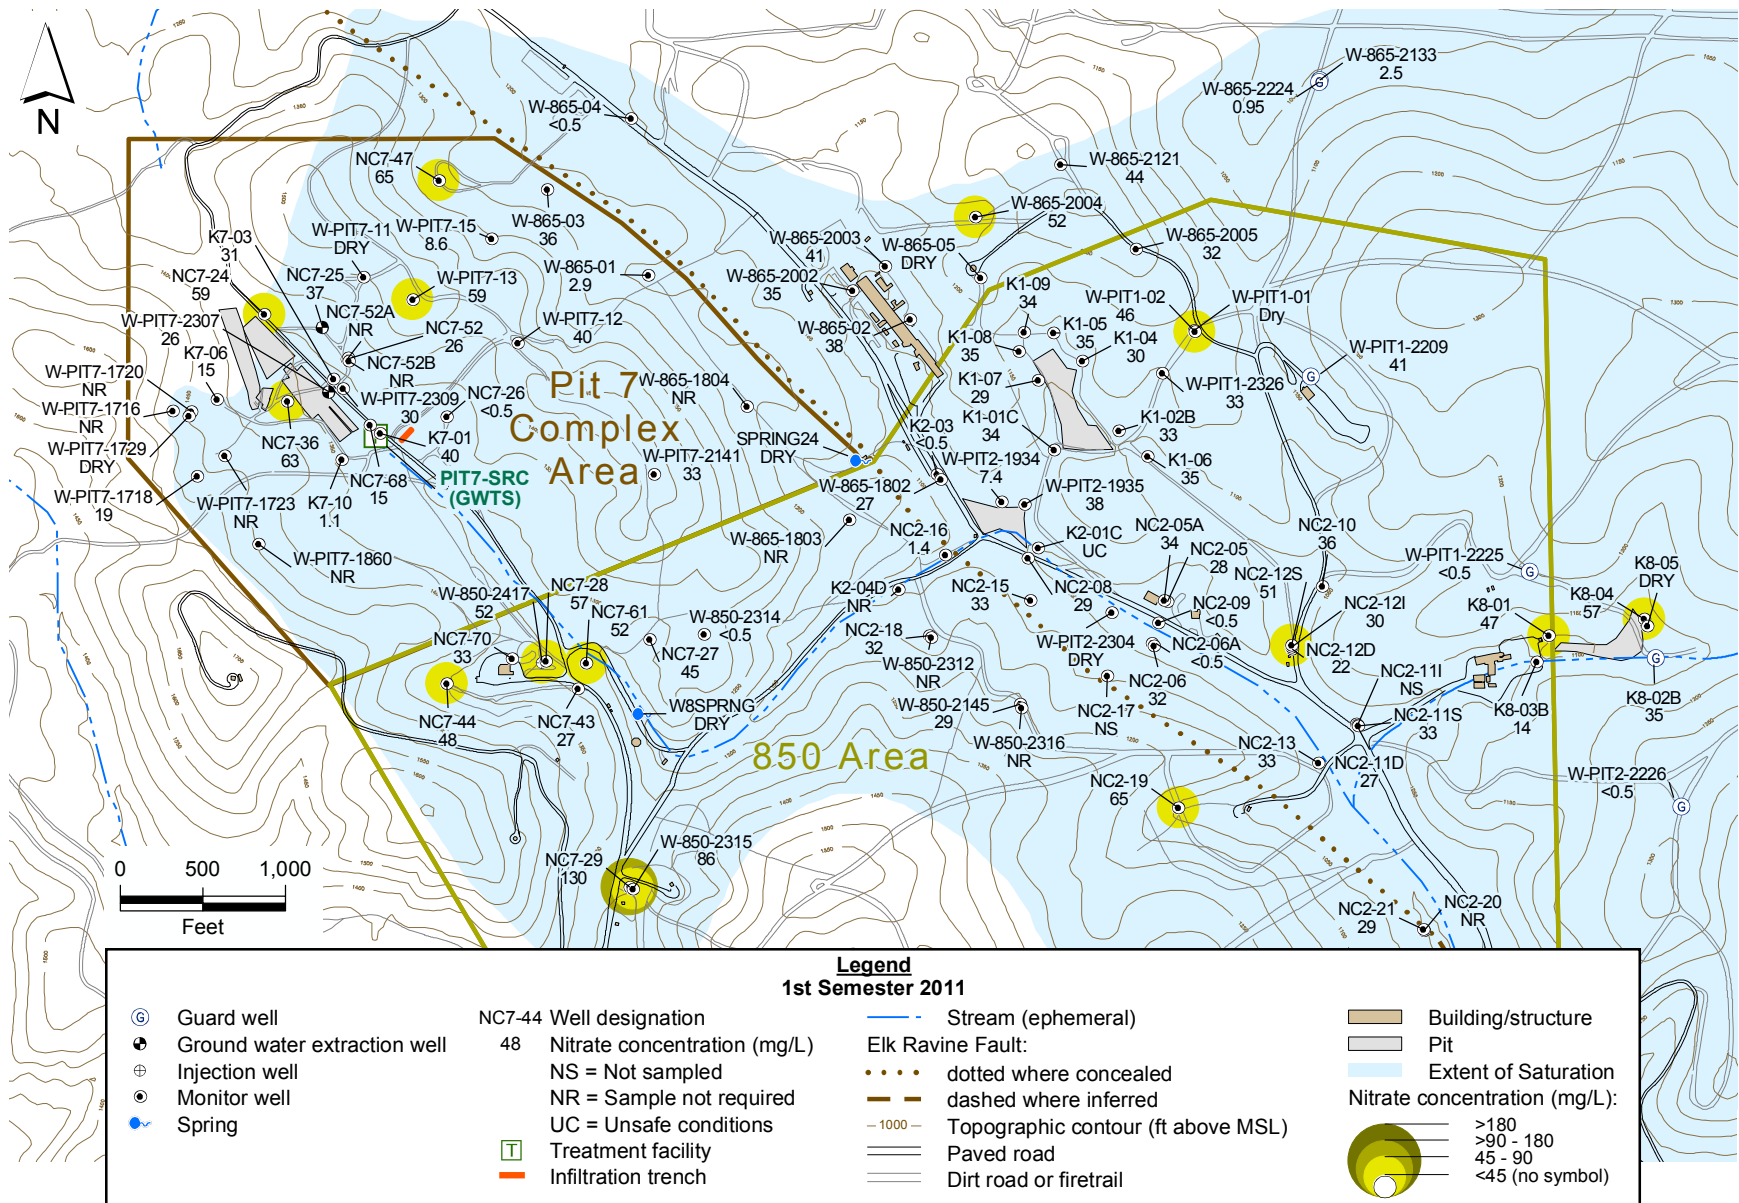 N
W-865-04
<0.5
NC7-47
65
W-865-03
36
W-PIT7-11
DRY
W-PIT7-15
8.6
K7-03
31
NC7-24
59
NC7-25
37
W-PIT7-13
59
W-865-01
2.9
NC7-52A
NR
NC7-52
26
W-PIT7-12
40
W-PIT7-2307
26
K7-06
15
NC7-52B
NR
W-PIT7-2309
30
NC7-26
<0.5
W-PIT7-1720
NR
W-PIT7-1716
NR
W-PIT7-1729
DRY
W-PIT7-1718
19
NC7-36
63
W-PIT7-1723
NR
K7-10
1.1
NC7-68
15
K7-01
40
T
PIT7-SRC
(GWTS)
W-PIT7-1860
NR
Pit 7
Complex
Area
W-865-1804
NR
W-PIT7-2141
33
SPRING24
DRY
W-865-2133
2.5
G
W-865-2224
0.95
W-865-2121
44
W-865-2004
52
W-865-2003
41
W-865-05
DRY
W-865-2005
32
W-865-2002
35
W-865-02
38
K1-09
34
K1-08
35
K1-05
35
K1-04
30
K1-07
29
K1-01C
34
W-PIT1-02
46
W-PIT1-01
Dry
W-PIT1-2209
41
G
W-PIT1-2326
33
K1-02B
33
K1-06
35
K2-03
<0.5
W-PIT2-1934
7.4
W-PIT2-1935
38
W-865-1802
27
W-865-1803
NR
NC2-16
1.4
K2-01C
UC
NC2-05A
34
NC2-05
28
NC2-10
36
W-PIT1-2225
<0.5
G
K8-05
DRY
K8-04
57
K8-01
47
NC2-12S
51
NC2-12I
30
NC2-12D
22
NC2-09
<0.5
NC2-08
29
NC2-15
33
K2-04D
NR
NC2-18
32
W-PIT2-2304
DRY
NC2-06A
<0.5
NC2-06
32
W-850-2312
NR
W-850-2145
29
W-850-2316
NR
NC2-17
NS
NC2-11I
NS
NC2-11S
33
NC2-11D
27
NC2-13
33
K8-03B
14
G
K8-02B
35
W-PIT2-2226
<0.5
G
NC2-19
65
NC2-20
NR
NC2-21
29
W-850-2417
52
NC7-28
57
NC7-61
52
W-850-2314
<0.5
NC7-70
33
NC7-27
45
NC7-44
48
NC7-43
27
W8SPRNG
DRY
850 Area
NC7-29
130
W-850-2315
86
0 500 1,000
Feet
Legend
1st Semester 2011
G Guard well
Ground water extraction well
Injection well
Monitor well
Spring
NC7-44 Well designation
48 Nitrate concentration (mg/L)
NS = Not sampled
NR = Sample not required
UC = Unsafe conditions
T Treatment facility
Infiltration trench
Stream (ephemeral)
Elk Ravine Fault:
dotted where concealed
dashed where inferred
1000 Topographic contour (ft above MSL)
Paved road
Dirt road or firetrail
Building/structure
Pit
Extent of Saturation
Nitrate concentration (mg/L):
>180
>90 - 180
45 - 90
<45 (no symbol)